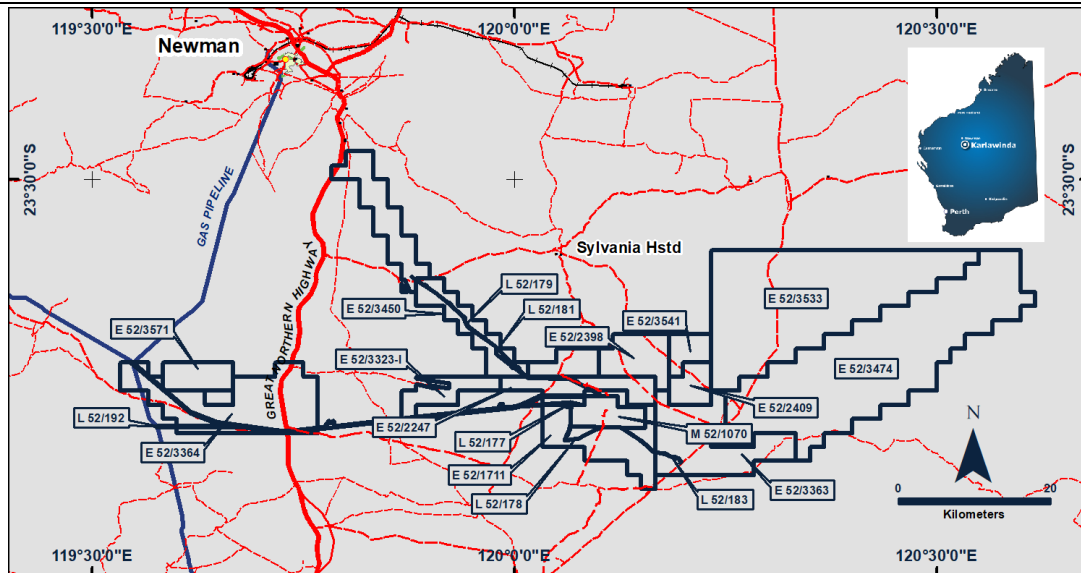 119°30'0"E
120°0'0"E
120°30'0"E
Newman
Karlawinda
Perth
23°30'0"S
23°30'0"S
GAS PIPELINE
Sylvania Hstd
GREAT NORTHERN HIGHWAY
L 52/179
E 52/3533
E 52/3450
L 52/181
E 52/3541
E 52/3571
E 52/2398
E 52/3323-I
E 52/3474
E 52/2409
L 52/192
E 52/2247
M 52/1070
N
E 52/3364
L 52/177
E 52/1711
E 52/3363
L 52/178
L 52/183
0 20
Kilometers
119°30'0"E
120°0'0"E
120°30'0"E